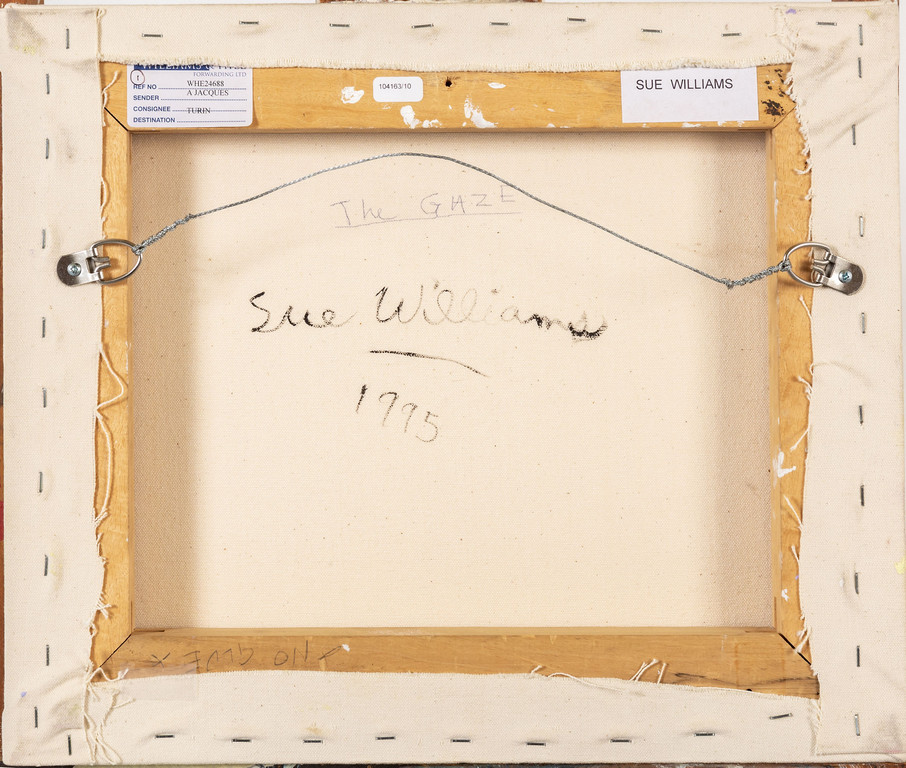 FORWARDING LTD
1
REF NO WHE24688
SENDER A JACQUES
CONSIGNEE TURIN
DESTINATION
104163/10
SUE WILLIAMS
The GAZE
Sue Williams
1995